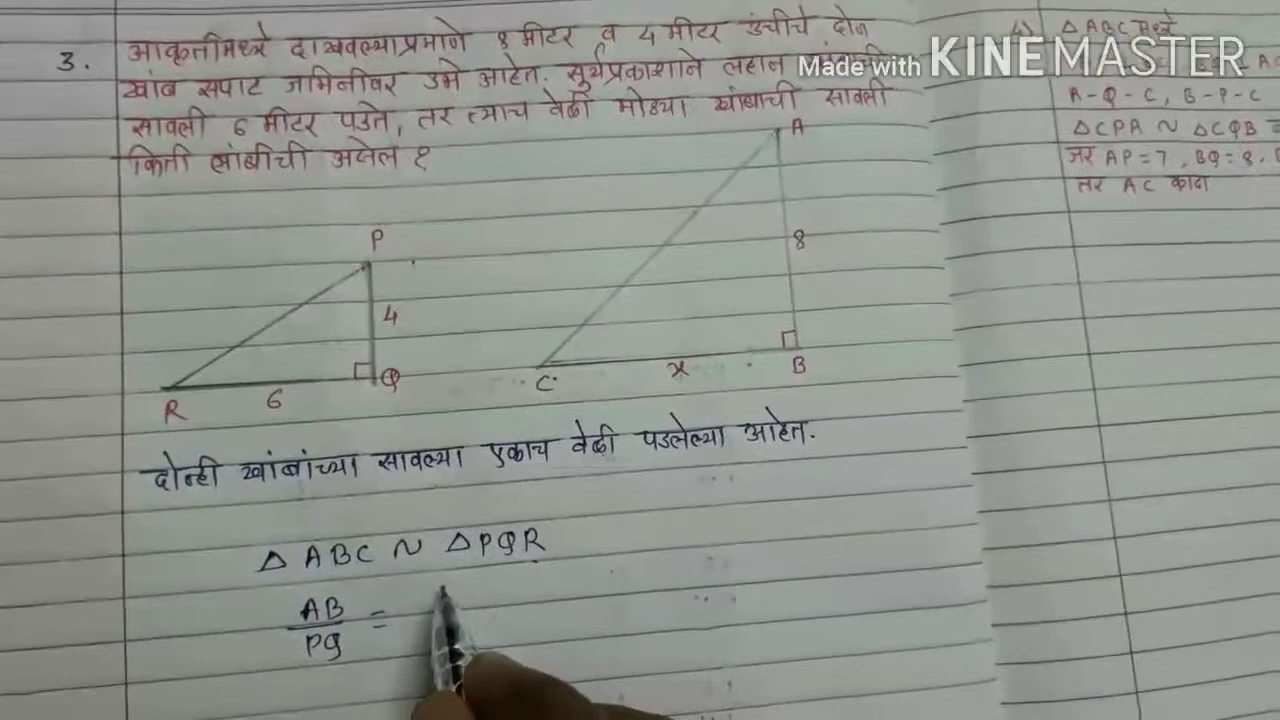 3. आकृतीमध्ये दाखवल्याप्रमाणे 8 मीटर व 4 मीटर उंचीचे दोन
खांब सपाट जमिनीवर उभे आहेत. सुर्यप्रकाशाने लहान
सावली 6 मीटर पडते, तर त्याच वेळी मोठ्या खांबाची सावली
किती लांबीची असेल ?
Made with KINEMASTER
P
4
Q
R
6
A
8
B
C
x
दोन्ही खांबांच्या सावल्या एकाच वेळी पडलेल्या आहेत.
△ ABC ~ △PQR
AB
PQ
=
△ ABC मध्ये
A-Q-C, B-P-C
△CPA ~ △CQB
जर AP=7, BQ=8,
तर AC काढा